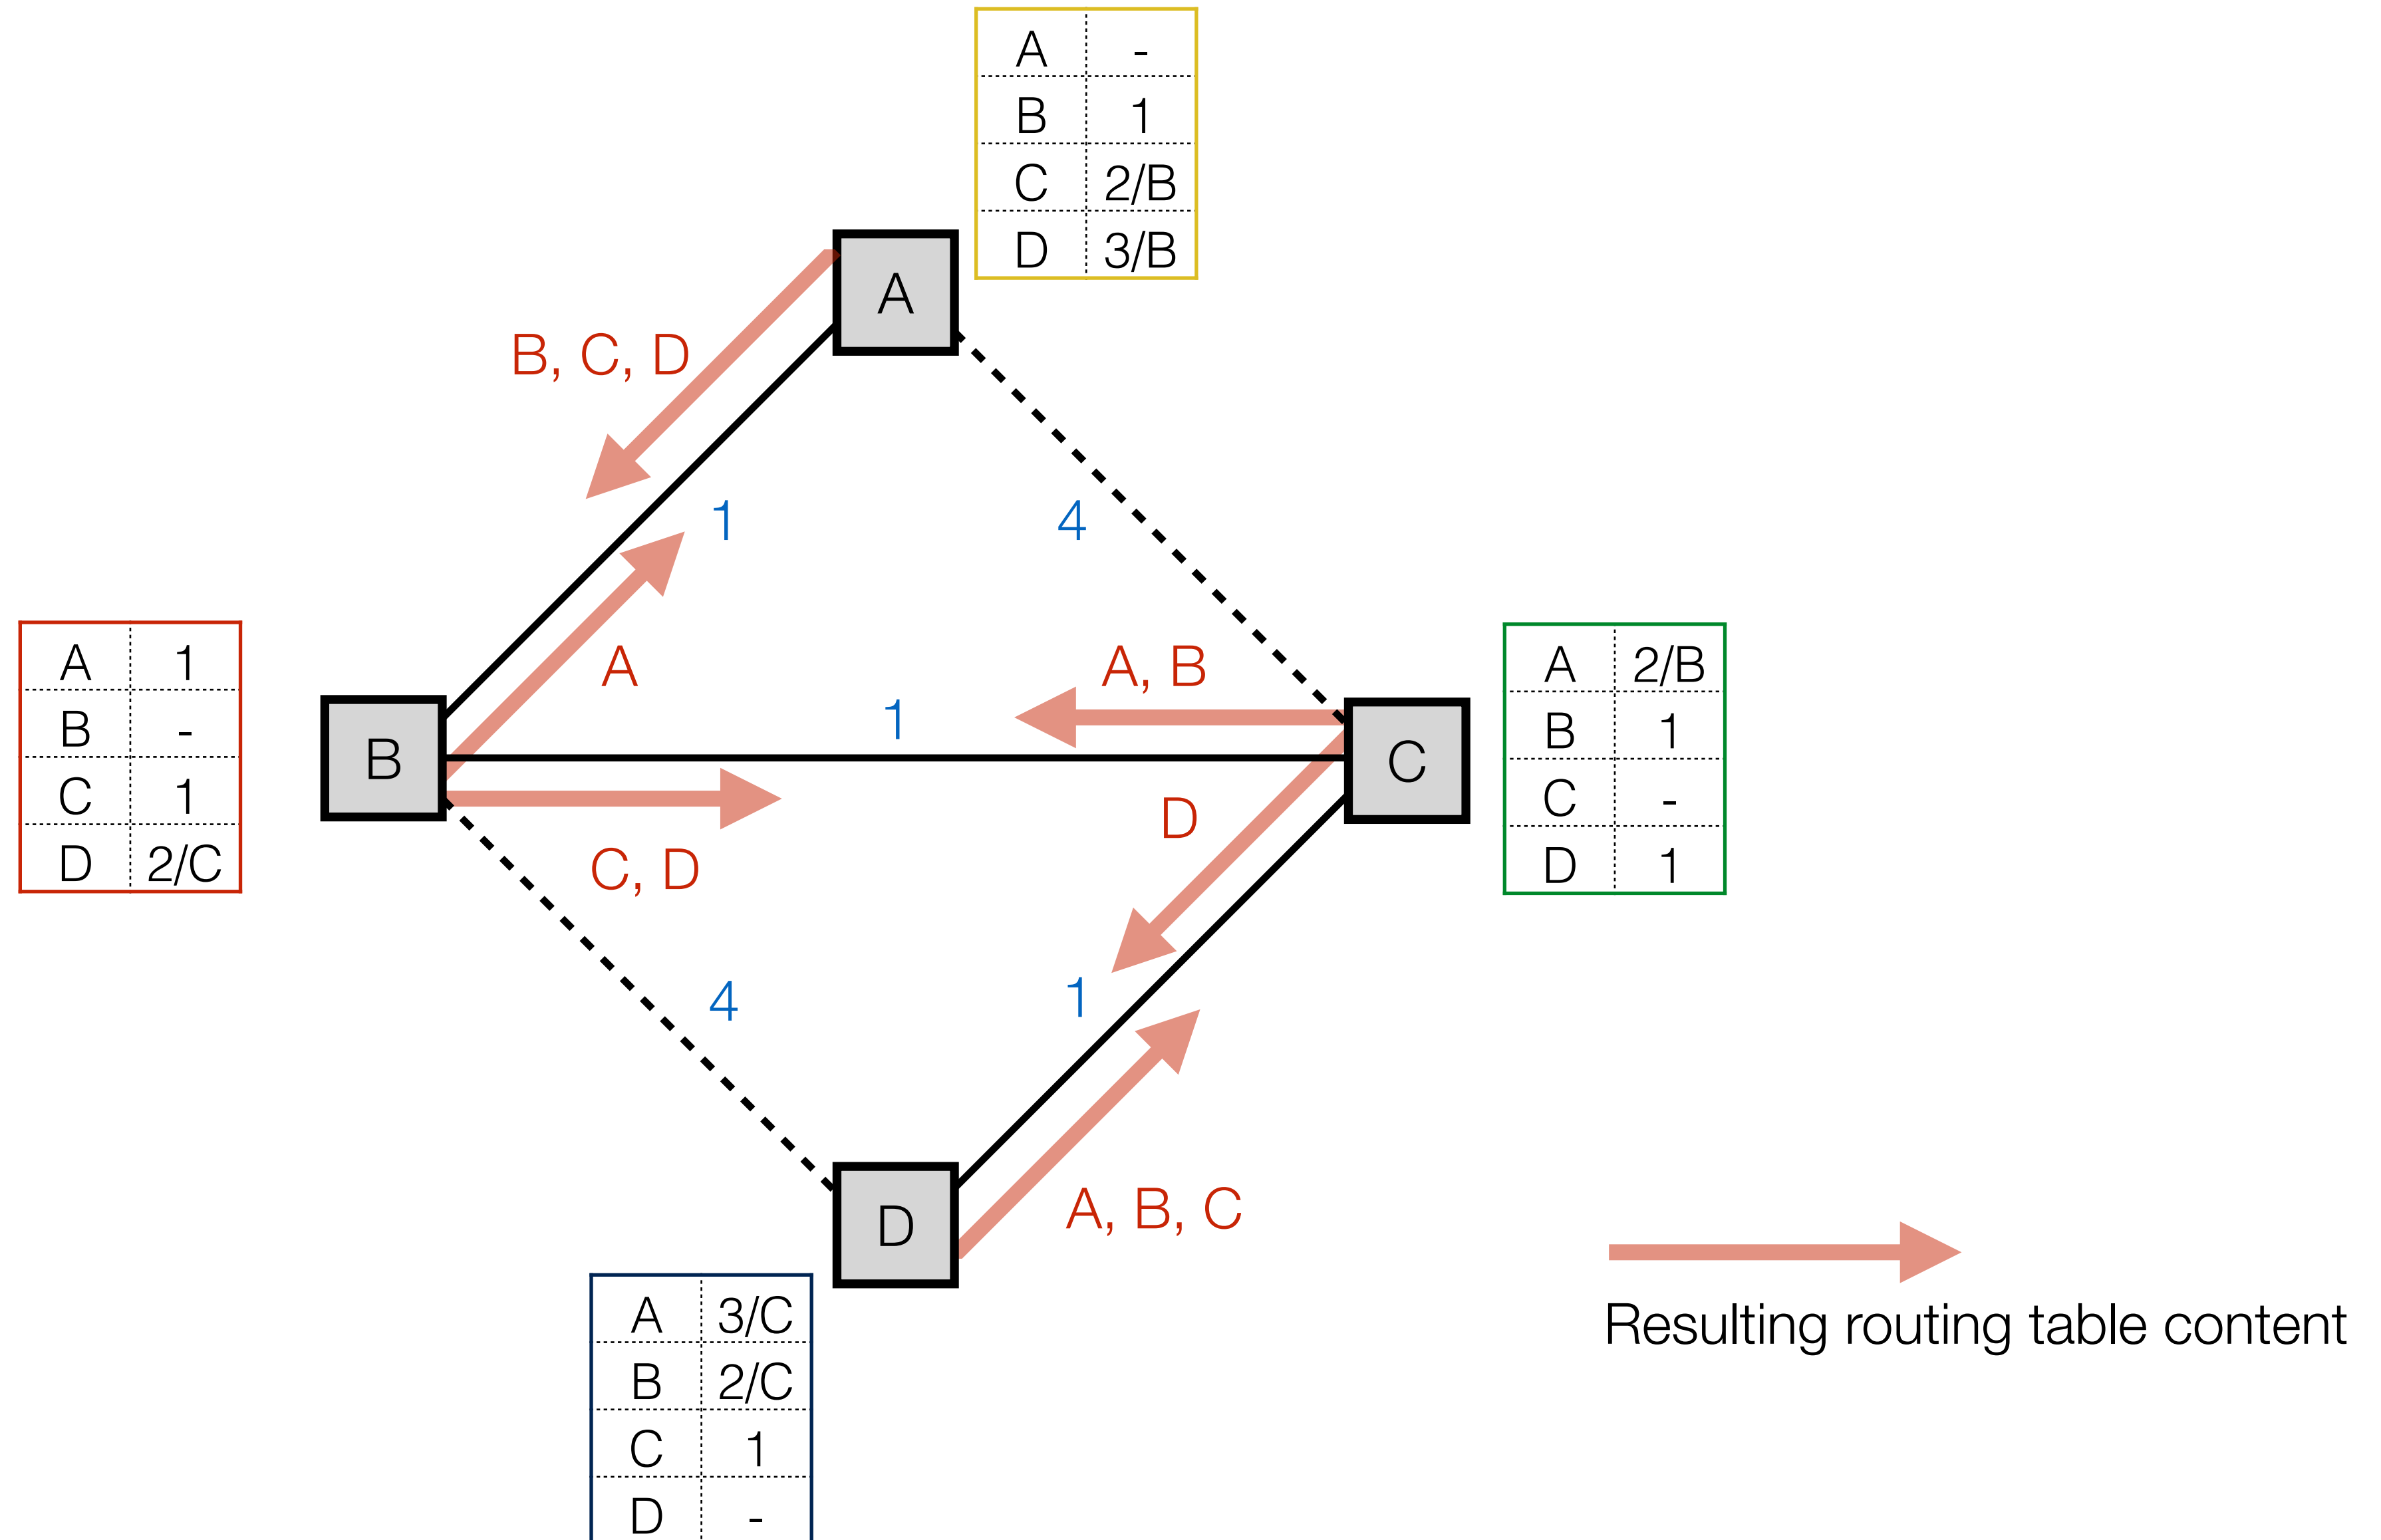 A -
B 1
C 2/B
D 3/B
A
B, C, D
1
4
A
A, B
1
A 1
B -
C 1
D 2/C
B
C
A 2/B
B 1
C -
D 1
D
C, D
4
1
D
A, B, C
A 3/C
B 2/C
C 1
D -
Resulting routing table content